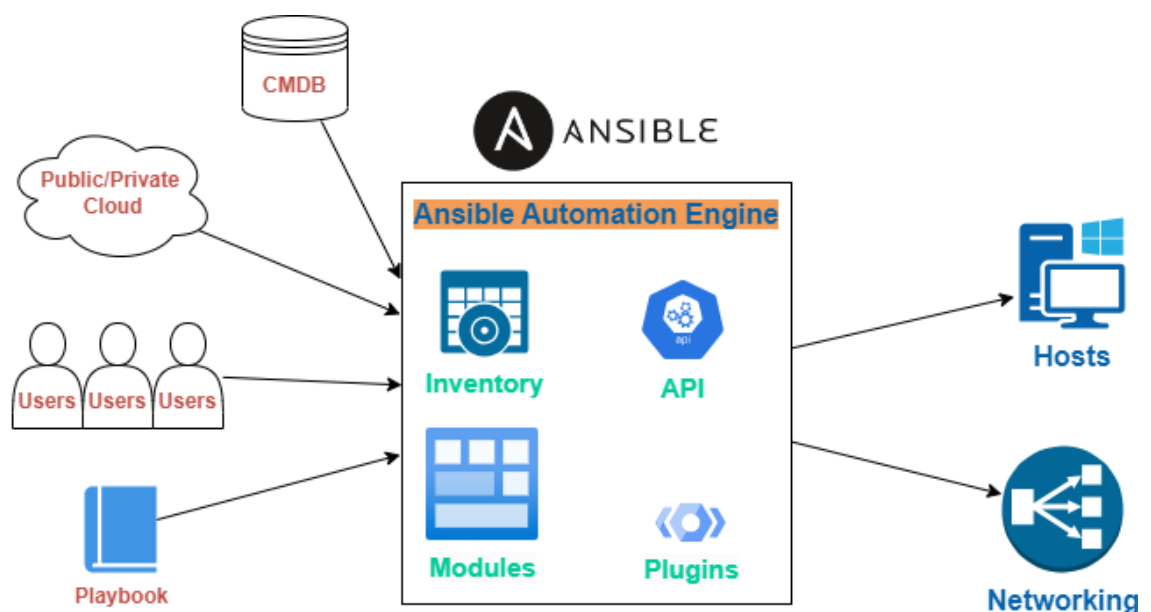 CMDB
ANSIBLE
Public/Private
Cloud
Ansible Automation Engine
api
Inventory
API
Hosts
Users Users Users
Modules
Plugins
Playbook
Networking